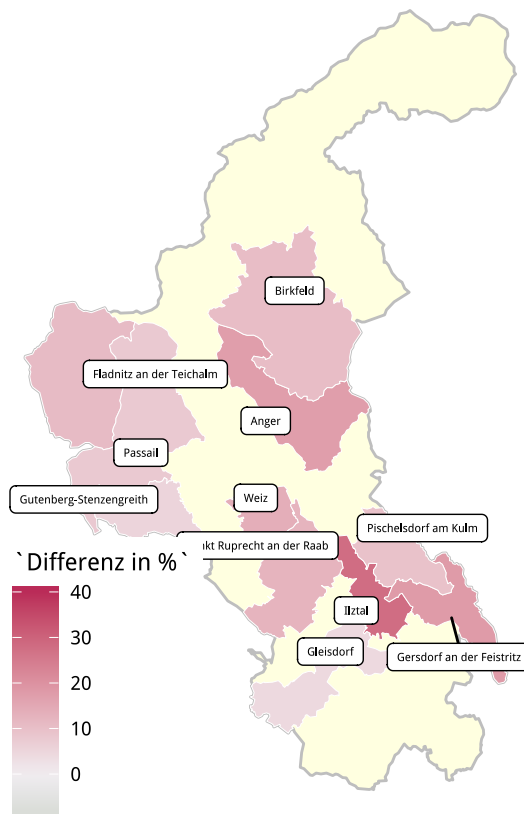 Birkfeld
Fladnitz an der Teichalm
Anger
Passail
Gutenberg-Stenzengreith
Weiz
Pischelsdorf am Kulm
nkt Ruprecht an der Raab
`Differenz in %`
40
30
20
10
0
Ilztal
Gleisdorf
Gersdorf an der Feistritz